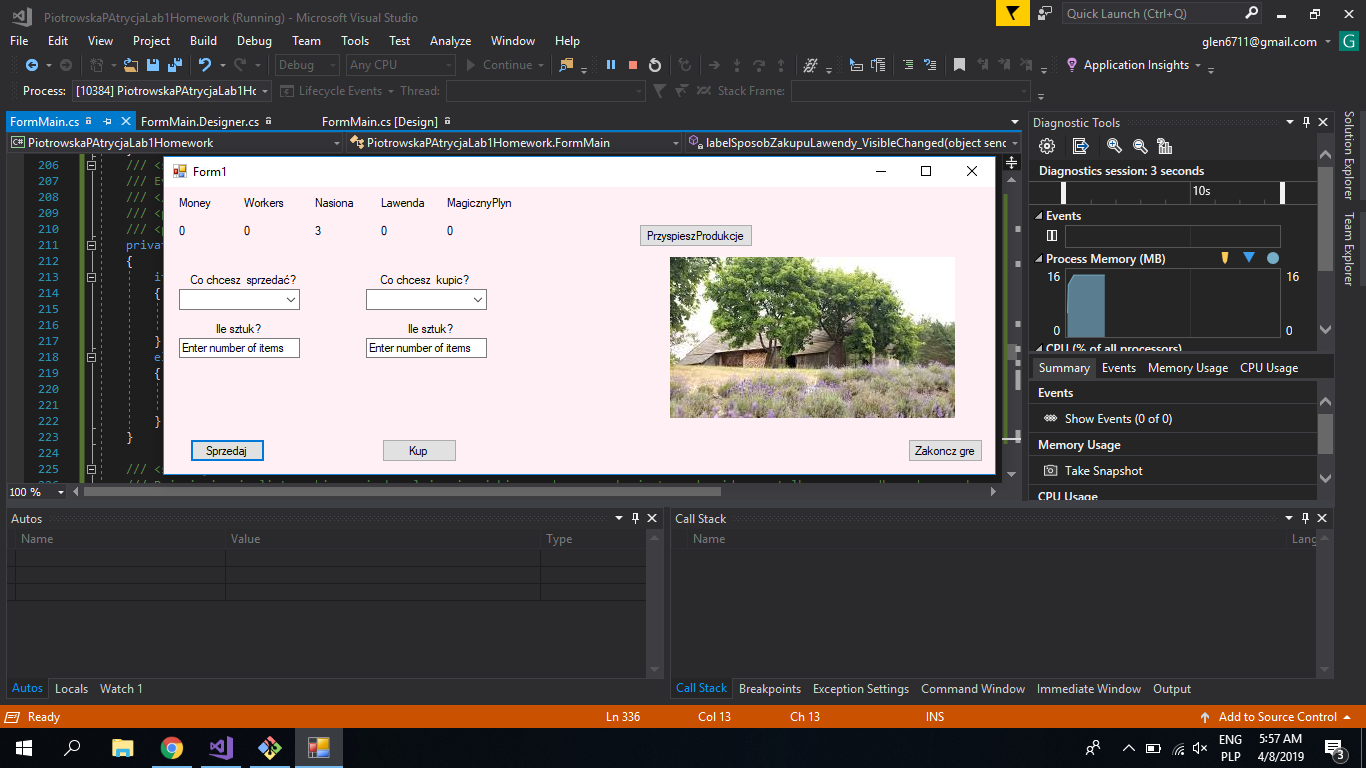 PiotrowskaPAtrycjaLab1Homework (Running) - Microsoft Visual Studio
Quick Launch (Ctrl+Q)
File Edit View Project Build Debug Team Tools Test Analyze Window Help
glen6711@gmail.com
G
Debug Any CPU Continue
Application Insights
Process: [10384] PiotrowskaPAtrycjaLab1Hc Lifecycle Events Thread: Stack Frame:
FormMain.cs FormMain.Designer.cs FormMain.cs [Design]
C# PiotrowskaPAtrycjaLab1Homework PiotrowskaPAtrycjaLab1Homework.FormMain labelSposobZakupuLawendy_VisibleChanged(object senc
206 /// <
207 ///
208 /// <
209 /// <
210 /// <
211 privat
212 {
213 i
214 {
215
216
217 }
218 e
219 {
220
221
222 }
223 }
224
225 /// <
Form1
Money Workers Nasiona Lawenda MagicznyPlyn
0 0 3 0 0
PrzyspieszProdukcje
Co chcesz sprzedać? Co chcesz kupic?
Ile sztuk? Ile sztuk?
Enter number of items Enter number of items
Sprzedaj Kup Zakoncz gre
100 %
Diagnostic Tools
Diagnostics session: 3 seconds
10s
Events
Process Memory (MB)
16 16
0 0
CPU (% of all processors)
Summary Events Memory Usage CPU Usage
Events
Show Events (0 of 0)
Memory Usage
Take Snapshot
CPU Usage
Solution Explorer
Team Explorer
Autos
Name Value Type
Autos Locals Watch 1
Call Stack
Name Lang
Call Stack Breakpoints Exception Settings Command Window Immediate Window Output
Ready Ln 336 Col 13 Ch 13 INS Add to Source Control
ENG
PLP
5:57 AM
4/8/2019
3